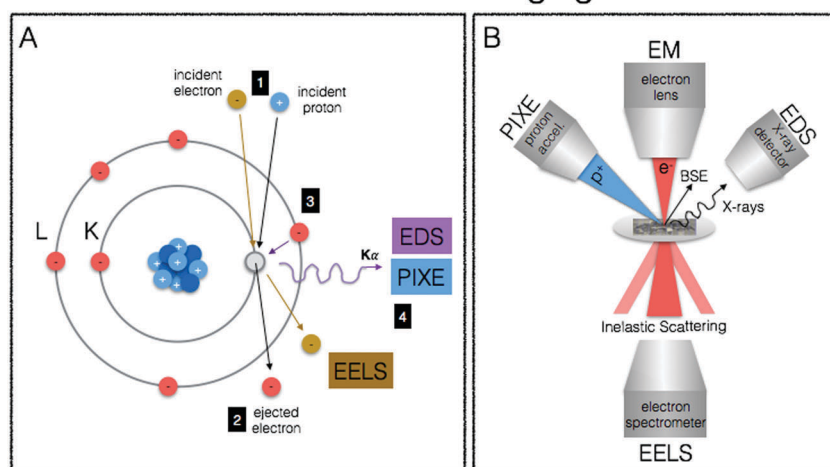 A
incident
electron
1
incident
proton
-
+
-
-
3
-
L
K
-
-
+
+
+
+
+
+
Kα
EDS
PIXE
4
-
EELS
-
-
2
ejected
electron
B
EM
electron
lens
PIXE
proton
accel.
EDS
X-ray
detector
p+
e-
BSE
X-rays
Inelastic Scattering
electron
spectrometer
EELS